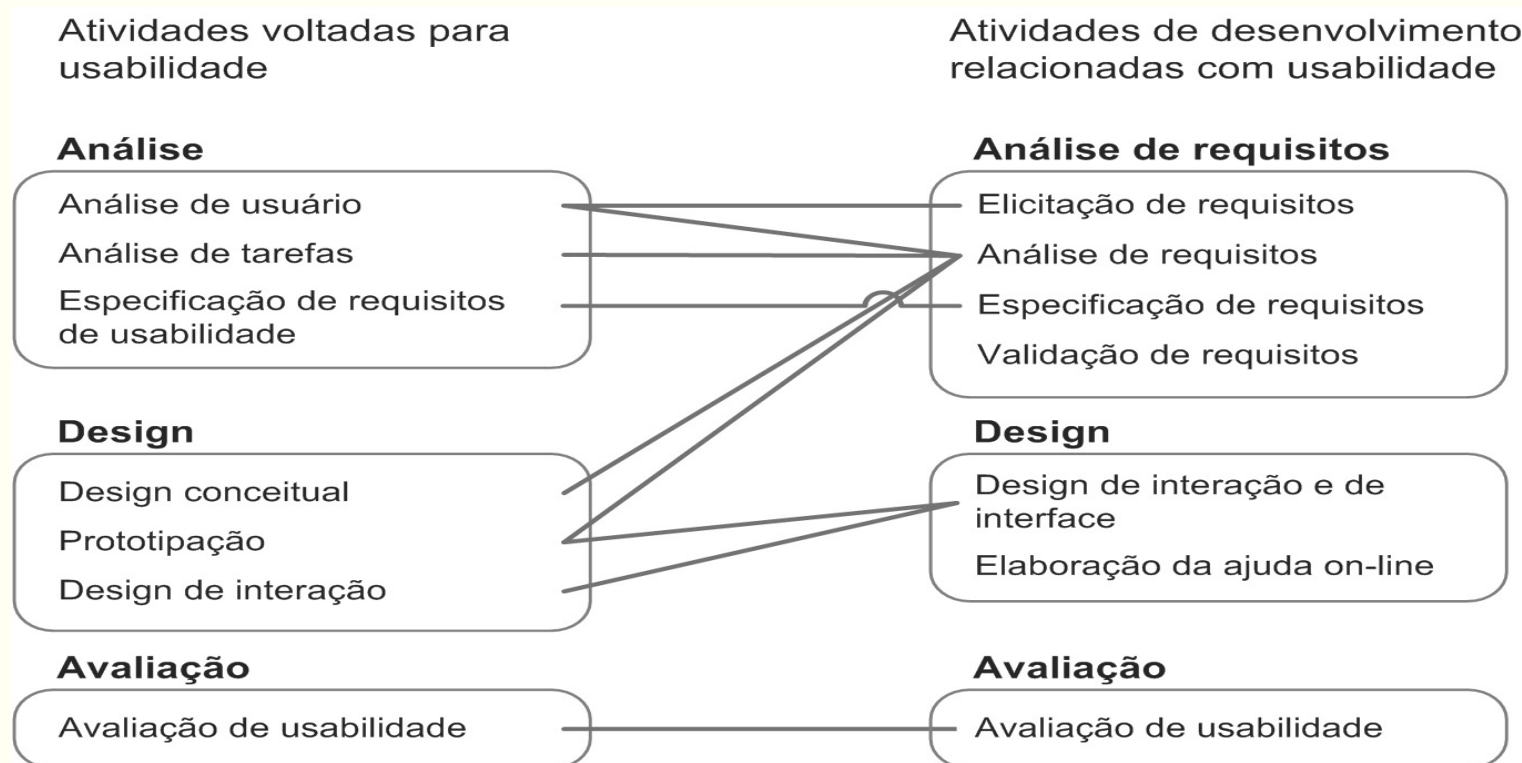 Atividades voltadas para
usabilidade
Análise
Análise de usuário
Análise de tarefas
Especificação de requisitos
de usabilidade
Design
Design conceitual
Prototipação
Design de interação
Avaliação
Avaliação de usabilidade
Atividades de desenvolvimento
relacionadas com usabilidade
Análise de requisitos
Elicitação de requisitos
Análise de requisitos
Especificação de requisitos
Validação de requisitos
Design
Design de interação e de
interface
Elaboração da ajuda on-line
Avaliação
Avaliação de usabilidade